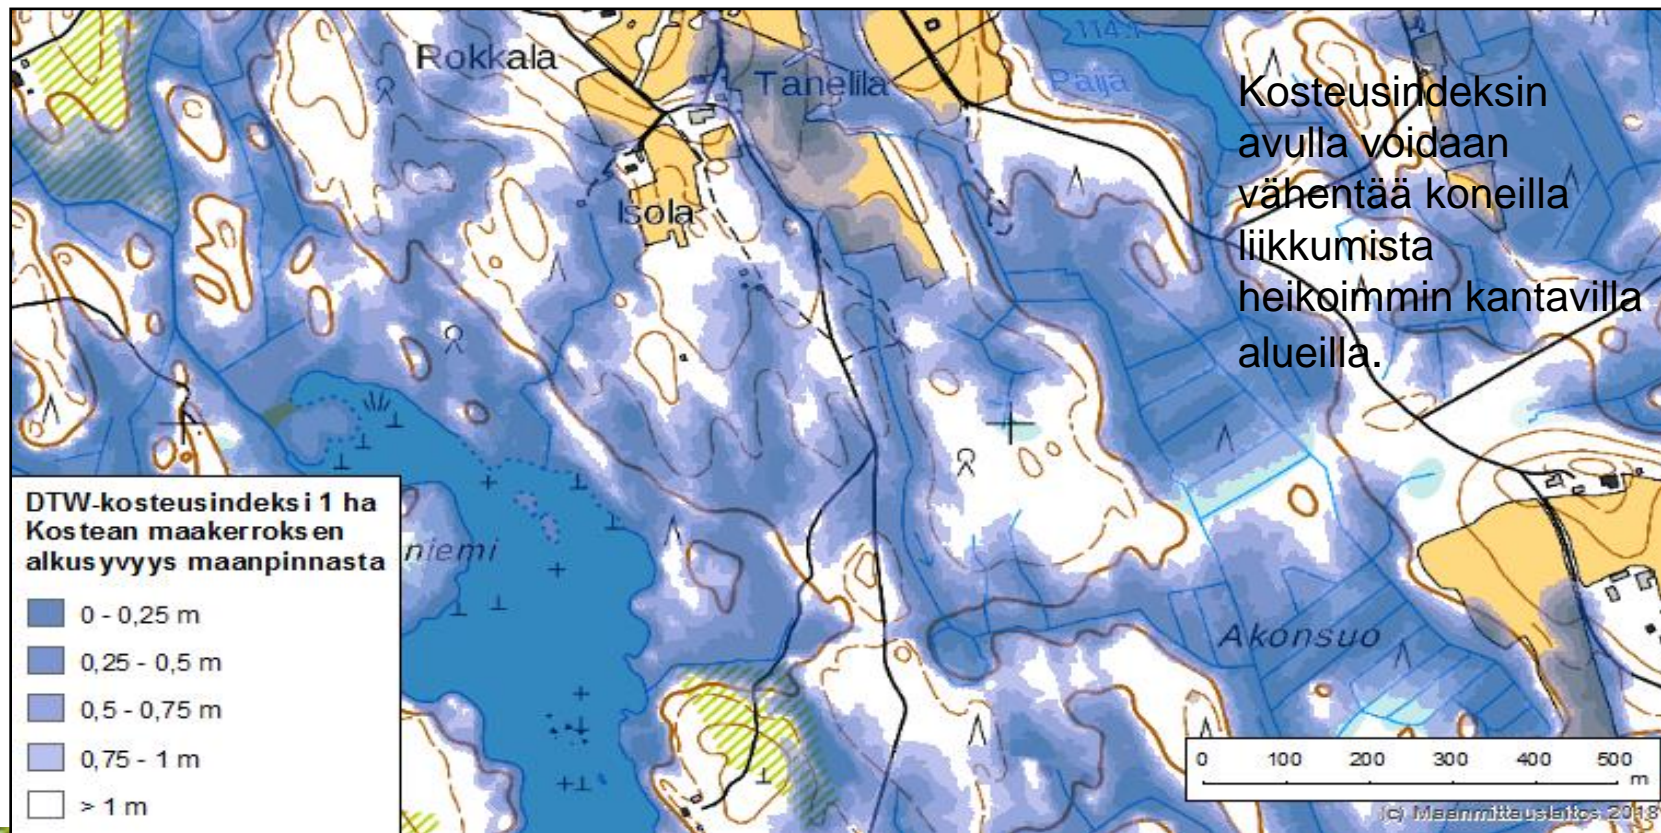 114.1
Rokkala
Tanelila
Päijä
Kosteusindeksin
avulla voidaan
vähentää koneilla
liikkumista
heikoimmin kantavilla
alueilla.
Isola
DTW-kosteusindeksi 1 ha
Kostean maakerroksen
alkusyvyys maanpinnasta
niemi
0 - 0,25 m
0,25 - 0,5 m
0,5 - 0,75 m
0,75 - 1 m
> 1 m
Akonsuo
0 100 200 300 400 500
m
(c) Maanmittauslaitos 2018